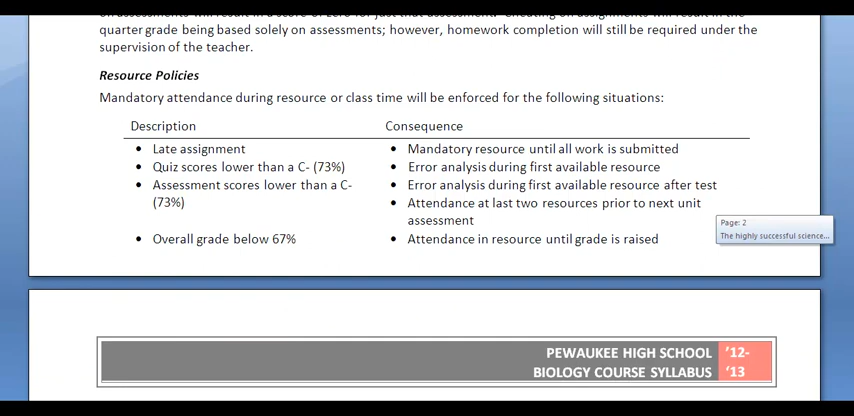 quarter grade being based solely on assessments; however, homework completion will still be required under the
supervision of the teacher.
Resource Policies
Mandatory attendance during resource or class time will be enforced for the following situations:
Description Consequence
• Late assignment • Mandatory resource until all work is submitted
• Quiz scores lower than a C- (73%) • Error analysis during first available resource
• Assessment scores lower than a C- • Error analysis during first available resource after test
(73%) • Attendance at last two resources prior to next unit
assessment
• Overall grade below 67% • Attendance in resource until grade is raised
Page: 2
The highly successful science...
PEWAUKEE HIGH SCHOOL '12-
BIOLOGY COURSE SYLLABUS '13